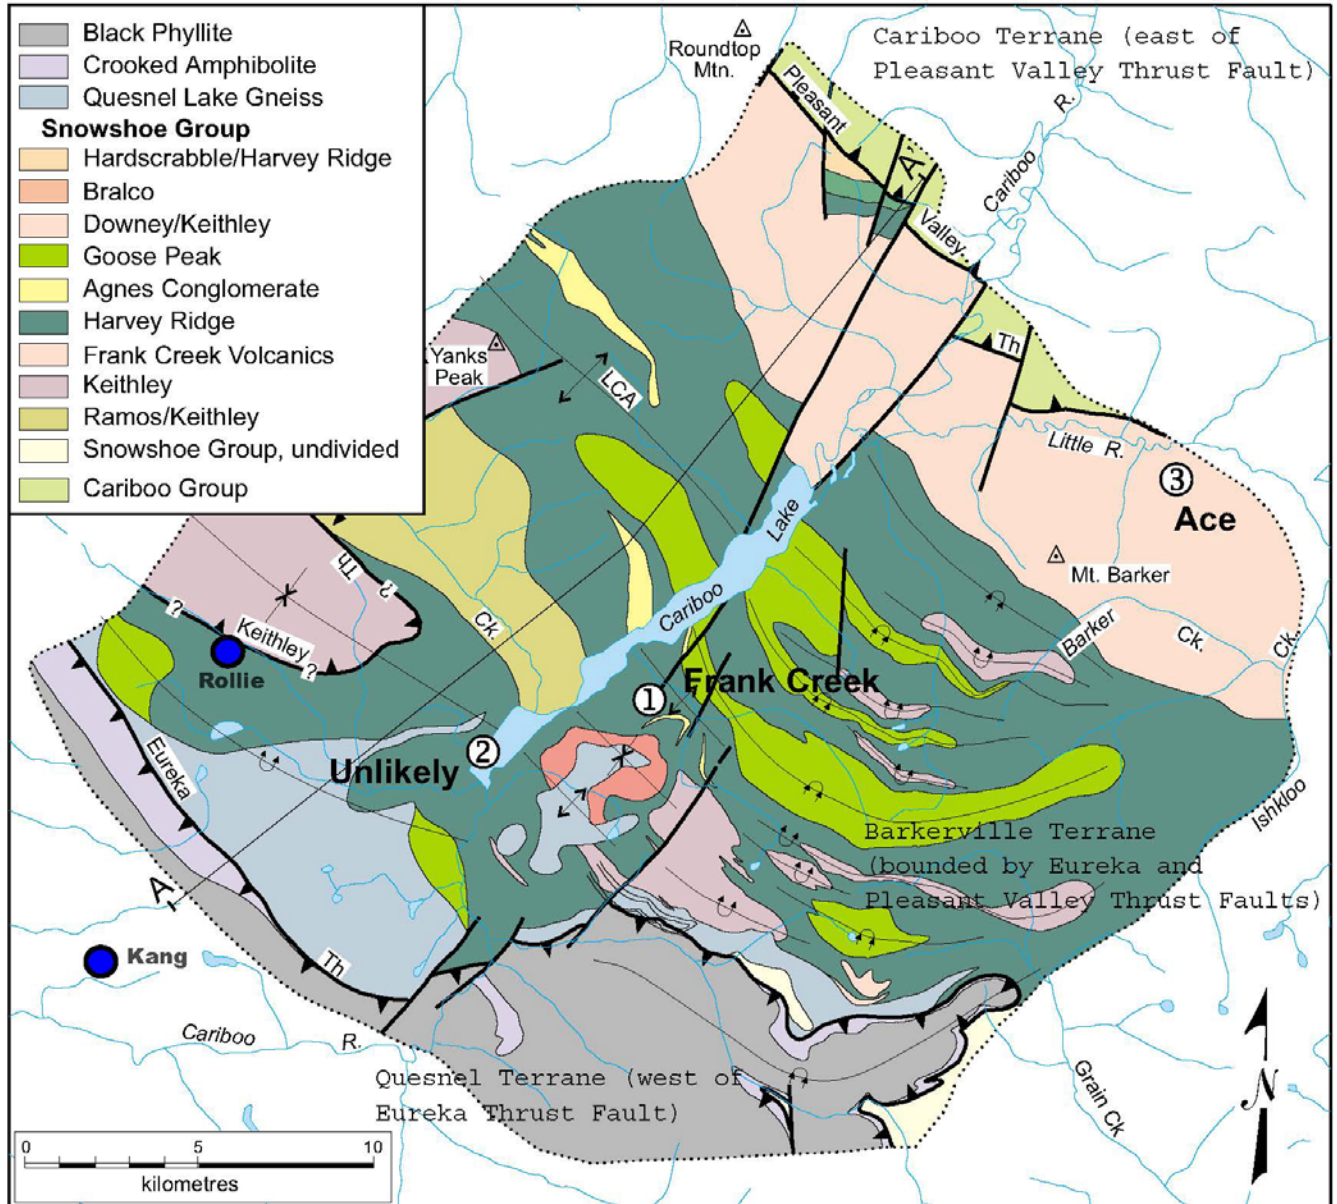 Black Phyllite
Crooked Amphibolite
Quesnel Lake Gneiss
Snowshoe Group
Hardscrabble/Harvey Ridge
Bralco
Downey/Keithley
Goose Peak
Agnes Conglomerate
Harvey Ridge
Frank Creek Volcanics
Keithley
Ramos/Keithley
Snowshoe Group, undivided
Cariboo Group
Roundtop
Mtn.
Cariboo Terrane (east of
Pleasant Valley Thrust Fault)
Pleasant
A'
Valley
Cariboo
R.
Th
Yanks
Peak
LCA
Little R.
3
Ace
Lake
Cariboo
Mt. Barker
Th
?
?
Keithley
?
Rollie
Ck.
Barker
Ck.
Ck.
Ishkloo
1
Frank Creek
2
Unlikely
Eureka
Th
A
Kang
Barkerville Terrane
(bounded by Eureka and
Pleasant Valley Thrust Faults)
Cariboo
R.
Quesnel Terrane (west of
Eureka Thrust Fault)
Grain Ck
N
0 5 10
kilometres